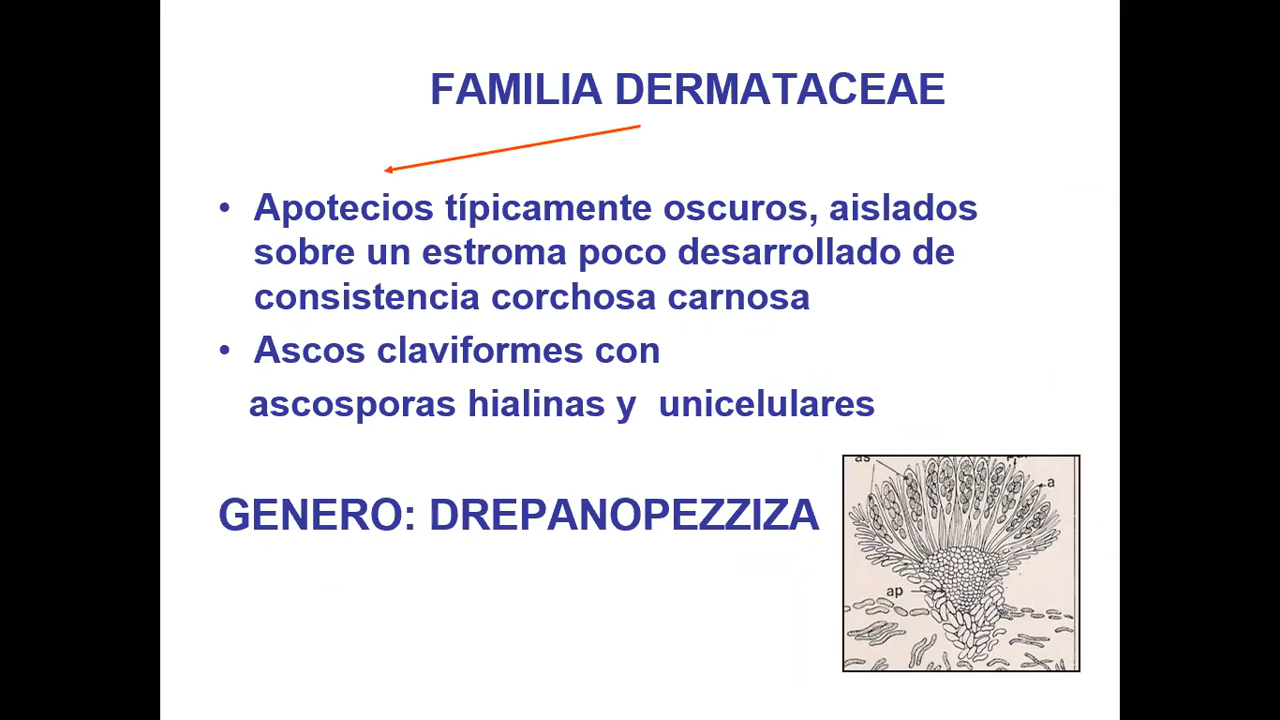 FAMILIA DERMATACEAE
• Apotecios típicamente oscuros, aislados
sobre un estroma poco desarrollado de
consistencia corchosa carnosa
• Ascos claviformes con
ascosporas hialinas y unicelulares
GENERO: DREPANOPEZZIZA
as
a
ap